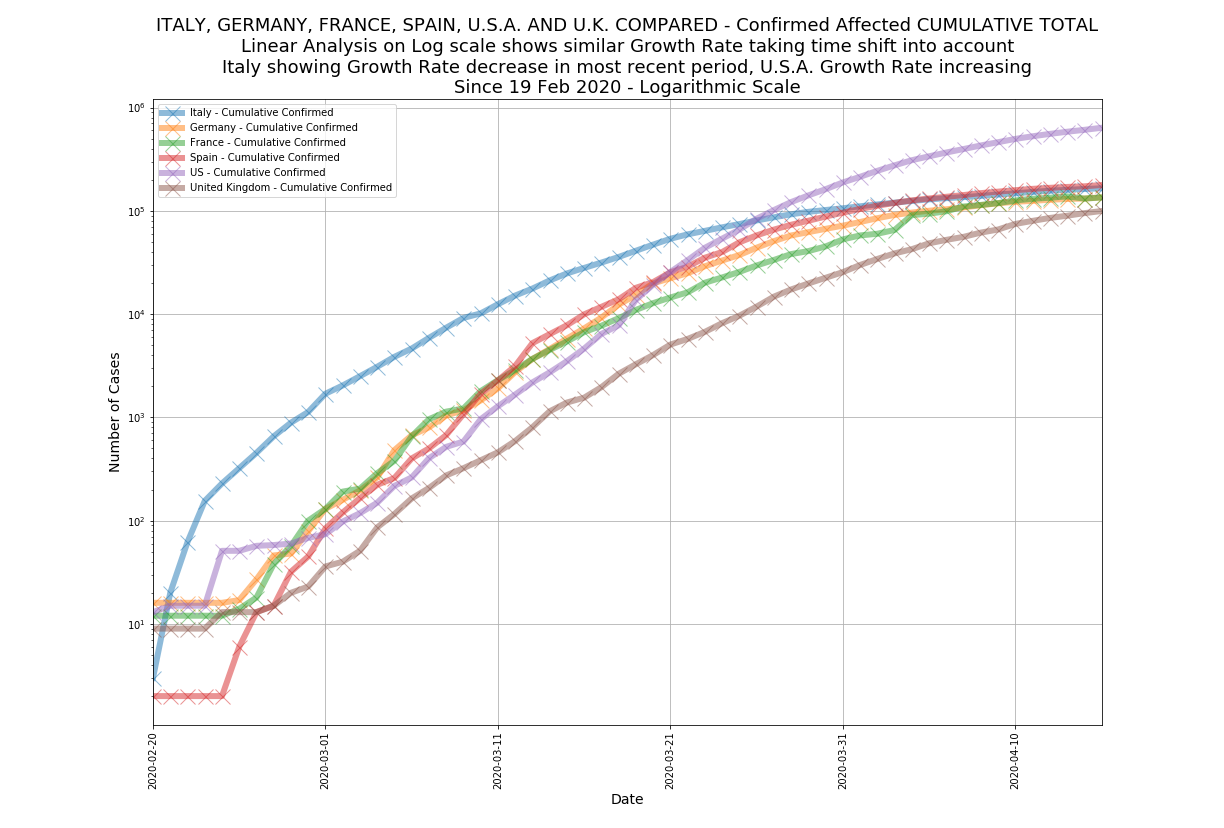 ITALY, GERMANY, FRANCE, SPAIN, U.S.A. AND U.K. COMPARED - Confirmed Affected CUMULATIVE TOTAL
Linear Analysis on Log scale shows similar Growth Rate taking time shift into account
Italy showing Growth Rate decrease in most recent period, U.S.A. Growth Rate increasing
Since 19 Feb 2020 - Logarithmic Scale
Italy - Cumulative Confirmed
Germany - Cumulative Confirmed
France - Cumulative Confirmed
Spain - Cumulative Confirmed
US - Cumulative Confirmed
United Kingdom - Cumulative Confirmed
Number of Cases
10⁶
10⁵
10⁴
10³
10²
10¹
2020-02-20
2020-03-01
2020-03-11
2020-03-21
2020-03-31
2020-04-10
Date